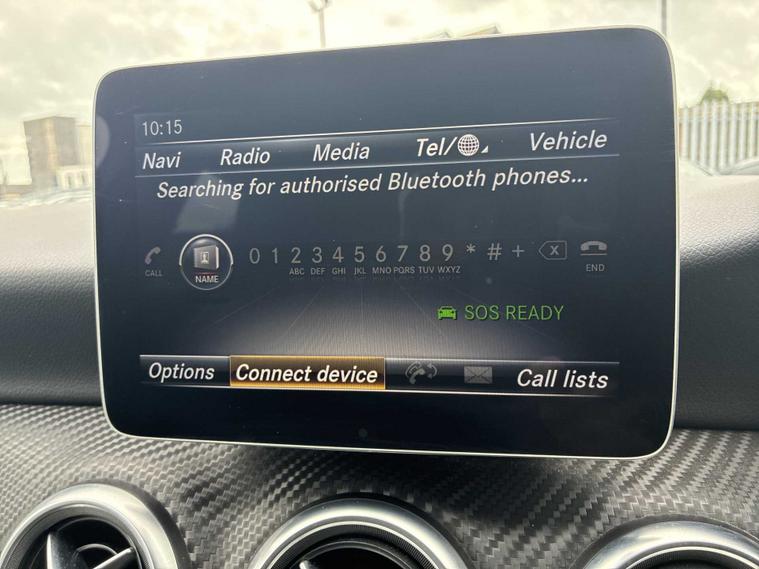 10:15
Navi Radio Media Tel/ Vehicle
Searching for authorised Bluetooth phones...
0 1 2 3 4 5 6 7 8 9 * # +
CALL NAME ABC DEF GHI JKL MNO PQRS TUV WXYZ END
SOS READY
Options Connect device Call lists